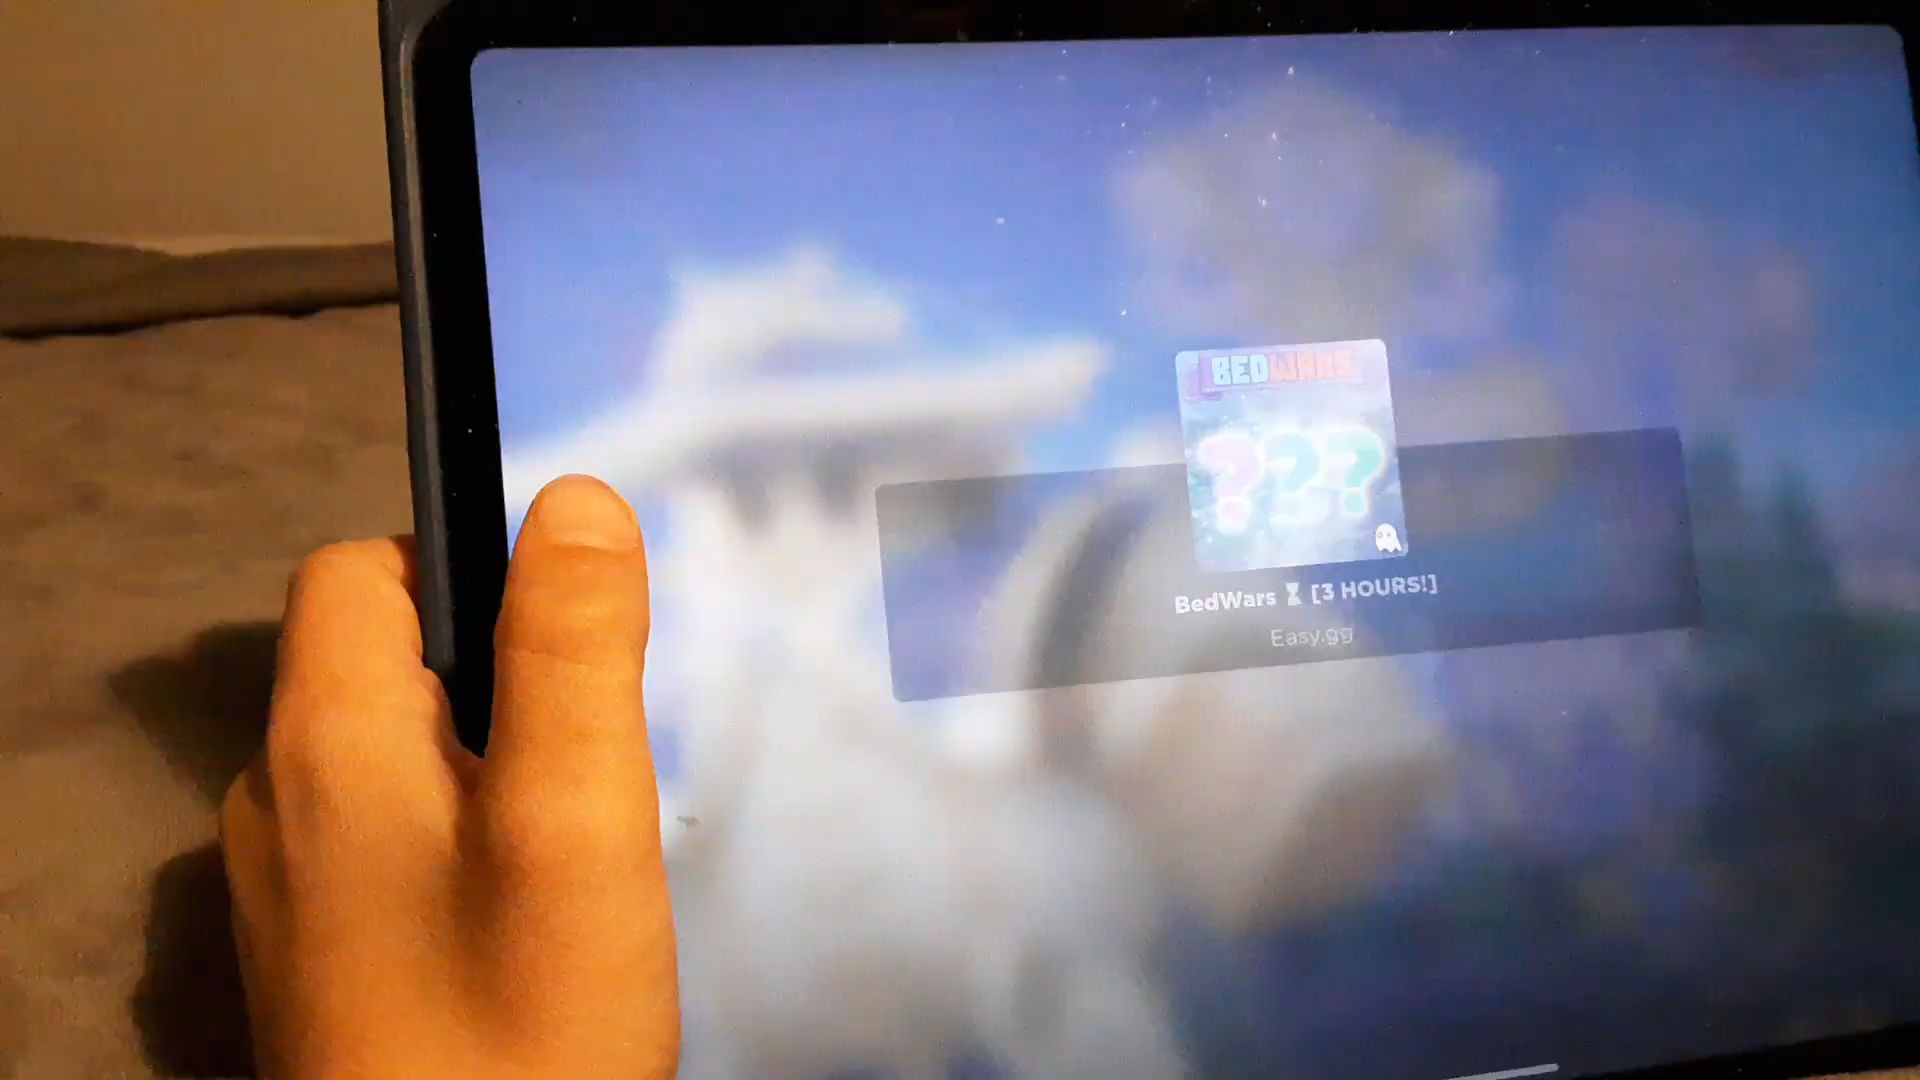 BEDWARS
???
BedWars ⏳ [3 HOURS!]
Easy.gg